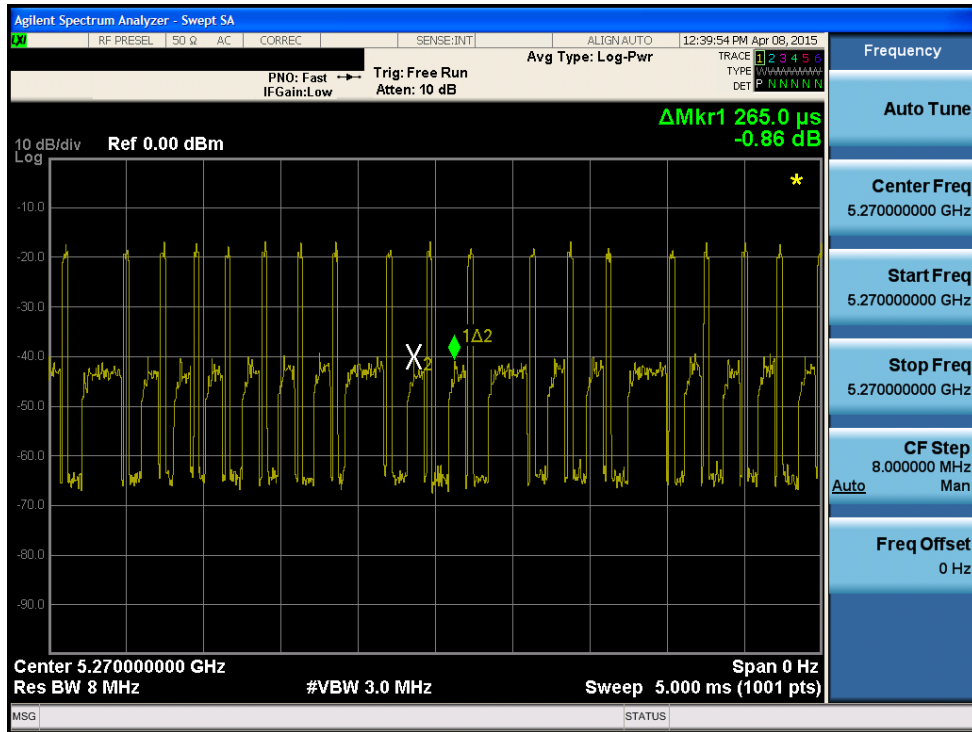 Agilent Spectrum Analyzer - Swept SA
LXI RF PRESEL 50 Ω AC CORREC SENSE:INT ALIGN AUTO 12:39:54 PM Apr 08, 2015
Frequency
Avg Type: Log-Pwr TRACE 1 2 3 4 5 6
PNO: Fast Trig: Free Run TYPE
IFGain:Low Atten: 10 dB DET P N N N N N
Auto Tune
ΔMkr1 265.0 µs
-0.86 dB
10 dB/div Ref 0.00 dBm
Log
*
-10.0
-20.0
-30.0
-40.0
-50.0
-60.0
-70.0
-80.0
-90.0
X2
1Δ2
Center Freq
5.270000000 GHz
Start Freq
5.270000000 GHz
Stop Freq
5.270000000 GHz
CF Step
8.000000 MHz
Auto Man
Freq Offset
0 Hz
Center 5.270000000 GHz Span 0 Hz
Res BW 8 MHz #VBW 3.0 MHz Sweep 5.000 ms (1001 pts)
MSG STATUS